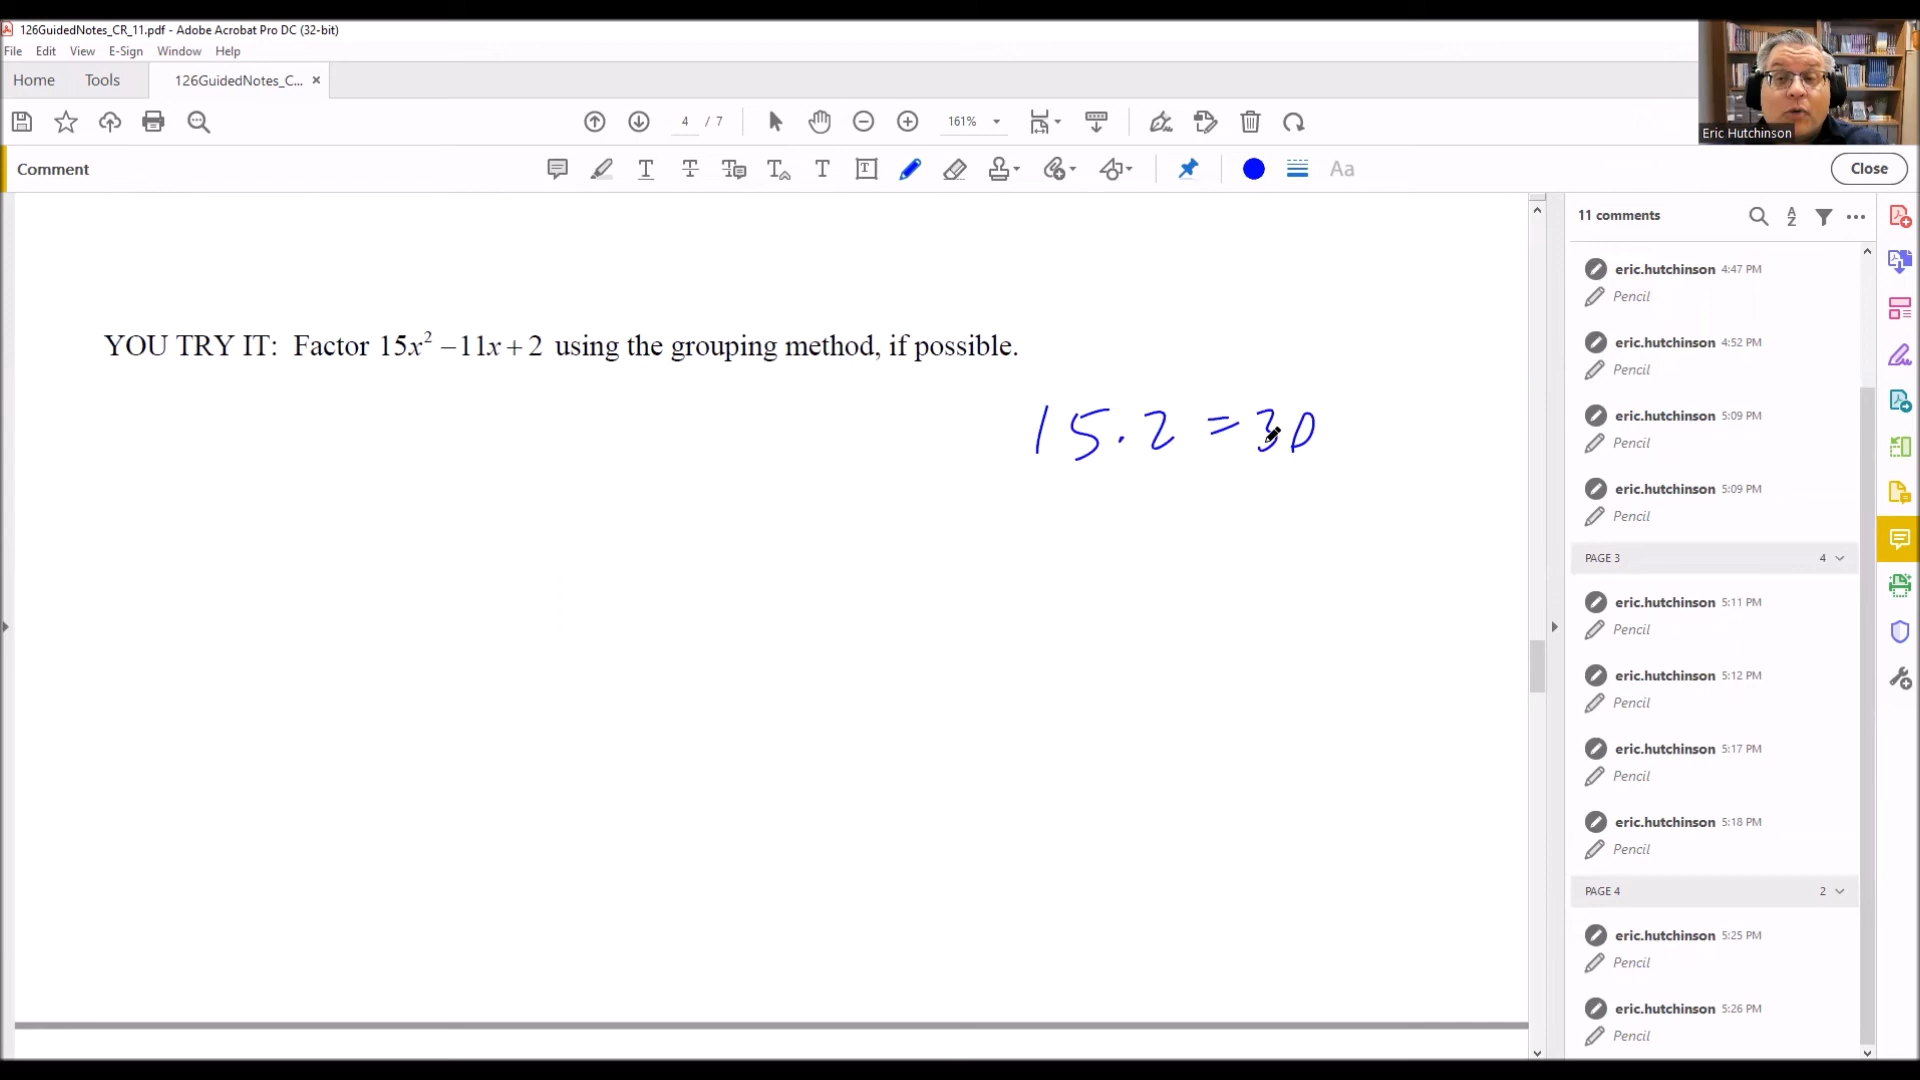 126GuidedNotes_CR_11.pdf - Adobe Acrobat Pro DC (32-bit)
File Edit View E-Sign Window Help
Home Tools 126GuidedNotes_C... ×
4 / 7 161%
Eric Hutchinson
Comment Aa Close
11 comments
eric.hutchinson 4:47 PM
Pencil
eric.hutchinson 4:52 PM
Pencil
eric.hutchinson 5:09 PM
Pencil
eric.hutchinson 5:09 PM
Pencil
PAGE 3 4
eric.hutchinson 5:11 PM
Pencil
eric.hutchinson 5:12 PM
Pencil
eric.hutchinson 5:17 PM
Pencil
eric.hutchinson 5:18 PM
Pencil
PAGE 4 2
eric.hutchinson 5:25 PM
Pencil
eric.hutchinson 5:26 PM
Pencil
YOU TRY IT: Factor 15x² −11x + 2 using the grouping method, if possible.
15.2 = 30